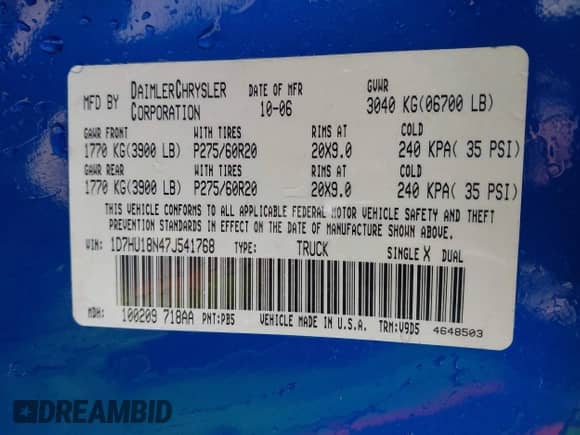 MFD BY DAIMLERCHRYSLER CORPORATION DATE OF MFR 10-06 GVWR 3040 KG(06700 LB)
GAWR FRONT WITH TIRES RIMS AT COLD
1770 KG(3900 LB) P275/60R20 20X9.0 240 KPA( 35 PSI)
GAWR REAR WITH TIRES RIMS AT COLD
1770 KG(3900 LB) P275/60R20 20X9.0 240 KPA( 35 PSI)
THIS VEHICLE CONFORMS TO ALL APPLICABLE FEDERAL MOTOR VEHICLE SAFETY AND THEFT
PREVENTION STANDARDS IN EFFECT ON THE DATE OF MANUFACTURE SHOWN ABOVE.
VIN: 1D7HU18N47J541768 TYPE: TRUCK SINGLE X DUAL
MDH: 100209 718AA PNT:PB5 VEHICLE MADE IN U.S.A. TRM:V9D5 4648503
DREAMBID